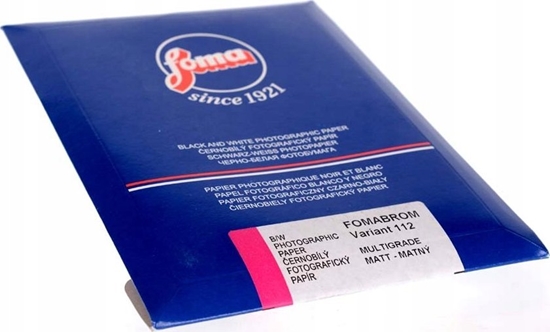 foma
since 1921
BLACK AND WHITE PHOTOGRAPHIC PAPER
ČERNOBÍLÝ FOTOGRAFICKÝ PAPÍR
SCHWARZ-WEISS PHOTOPAPIER
ЧЕРНО-БЕЛАЯ ФОТОБУМАГА
PAPIER PHOTOGRAPHIQUE NOIR ET BLANC
PAPEL FOTOGRÁFICO BLANCO Y NEGRO
PAPIER FOTOGRAFICZNY CZARNO-BIAŁY
ČIERNOBIELY FOTOGRAFICKÝ PAPIER
B/W
PHOTOGRAPHIC
PAPER
ČERNOBÍLÝ
FOTOGRAFICKÝ
PAPÍR
FOMABROM
Variant 112
MULTIGRADE
MATT - MATNÝ